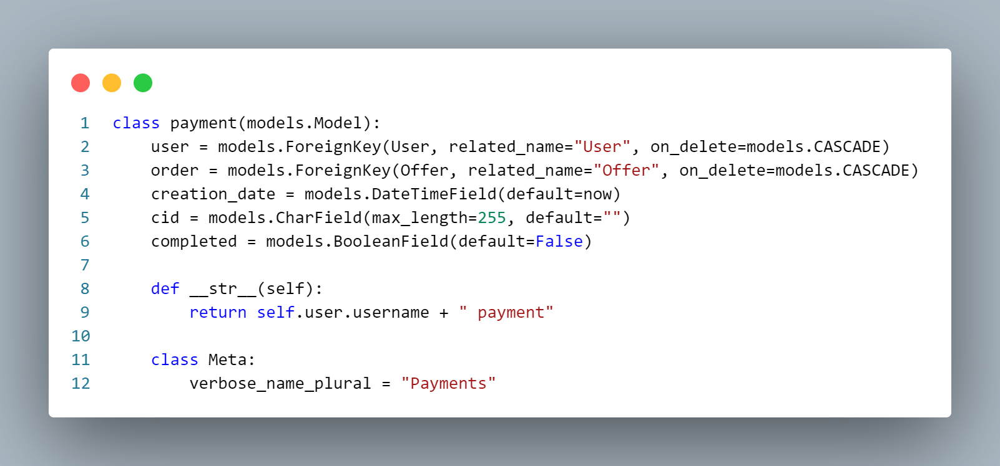 1 class payment(models.Model):
2     user = models.ForeignKey(User, related_name="User", on_delete=models.CASCADE)
3     order = models.ForeignKey(Offer, related_name="Offer", on_delete=models.CASCADE)
4     creation_date = models.DateTimeField(default=now)
5     cid = models.CharField(max_length=255, default="")
6     completed = models.BooleanField(default=False)
7
8     def __str__(self):
9         return self.user.username + " payment"
10
11     class Meta:
12         verbose_name_plural = "Payments"